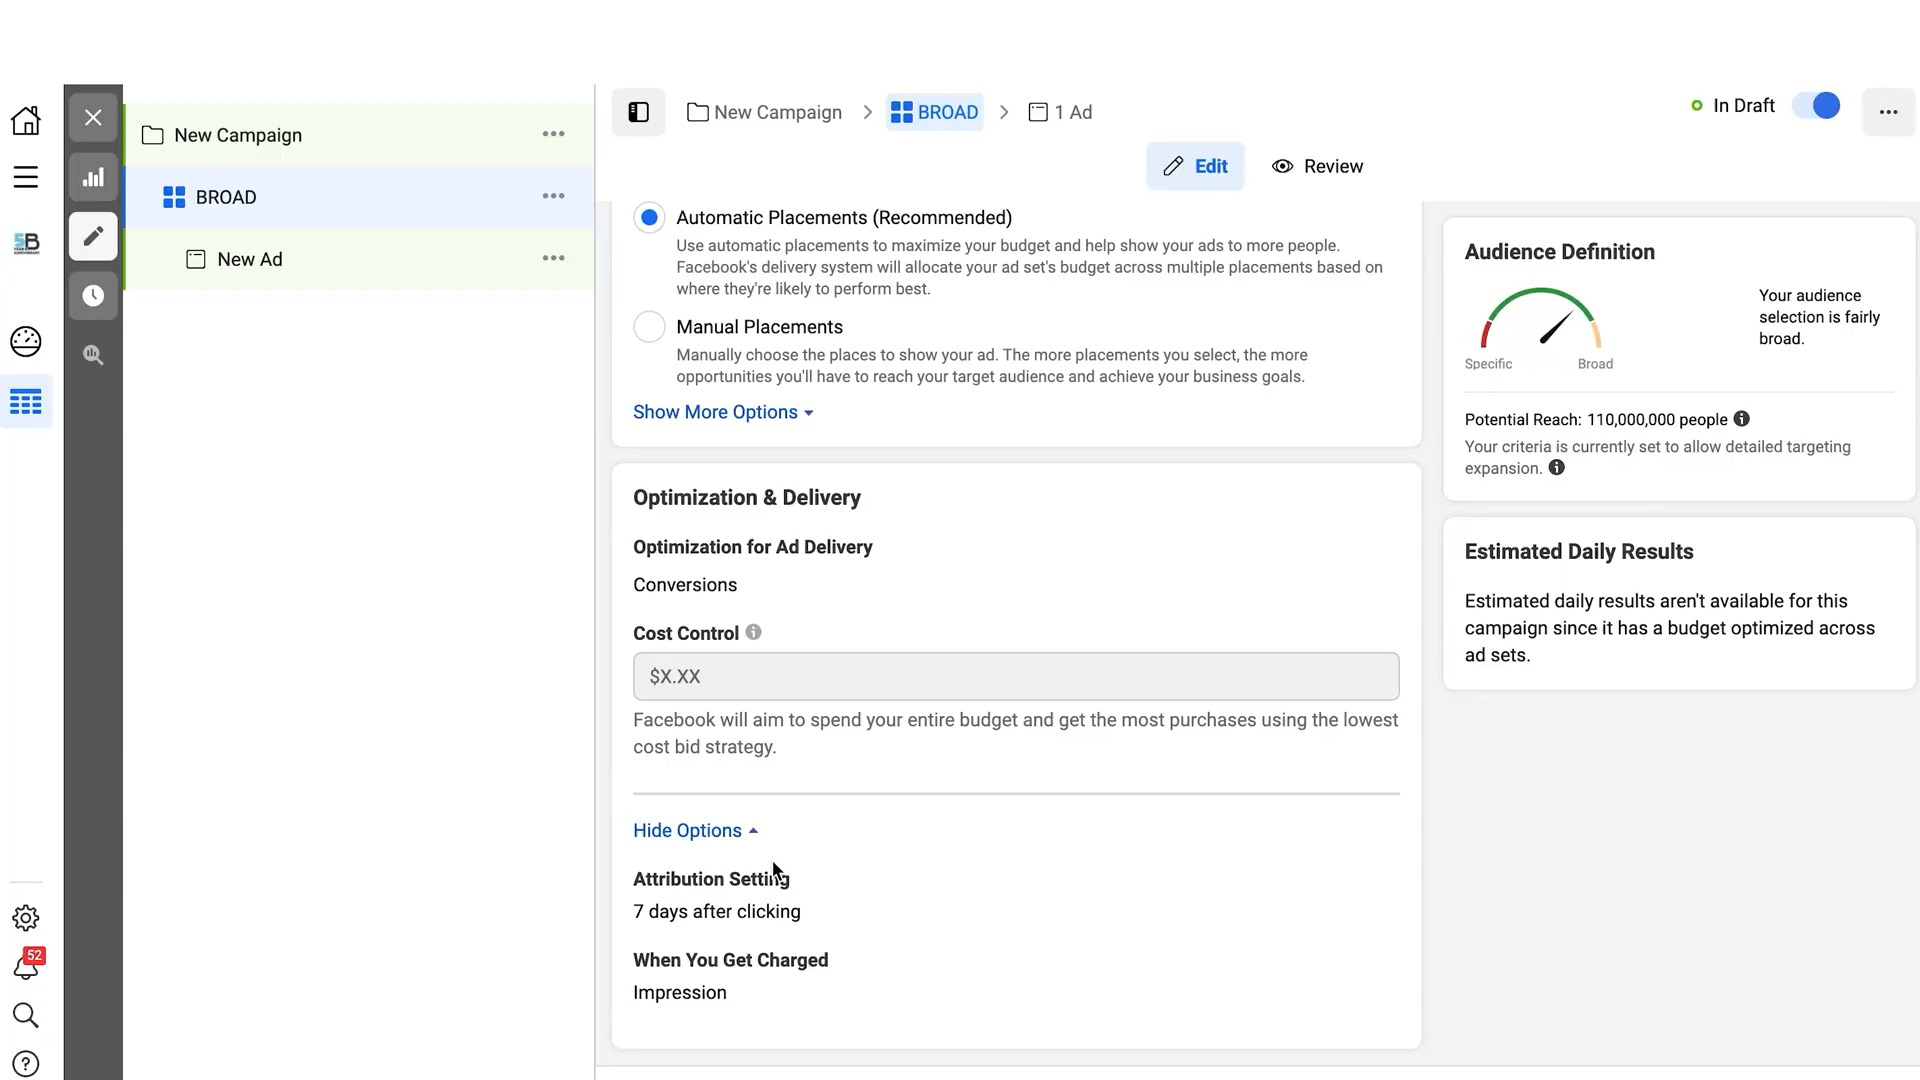 New Campaign
BROAD
New Ad
New Campaign
BROAD
1 Ad
In Draft
Edit
Review
Automatic Placements (Recommended)
Use automatic placements to maximize your budget and help show your ads to more people.
Facebook's delivery system will allocate your ad set's budget across multiple placements based on
where they're likely to perform best.
Manual Placements
Manually choose the places to show your ad. The more placements you select, the more
opportunities you'll have to reach your target audience and achieve your business goals.
Show More Options
Optimization & Delivery
Optimization for Ad Delivery
Conversions
Cost Control
$X.XX
Facebook will aim to spend your entire budget and get the most purchases using the lowest
cost bid strategy.
Hide Options
Attribution Setting
7 days after clicking
When You Get Charged
Impression
Audience Definition
Specific
Broad
Your audience
selection is fairly
broad.
Potential Reach: 110,000,000 people
Your criteria is currently set to allow detailed targeting
expansion.
Estimated Daily Results
Estimated daily results aren't available for this
campaign since it has a budget optimized across
ad sets.
52